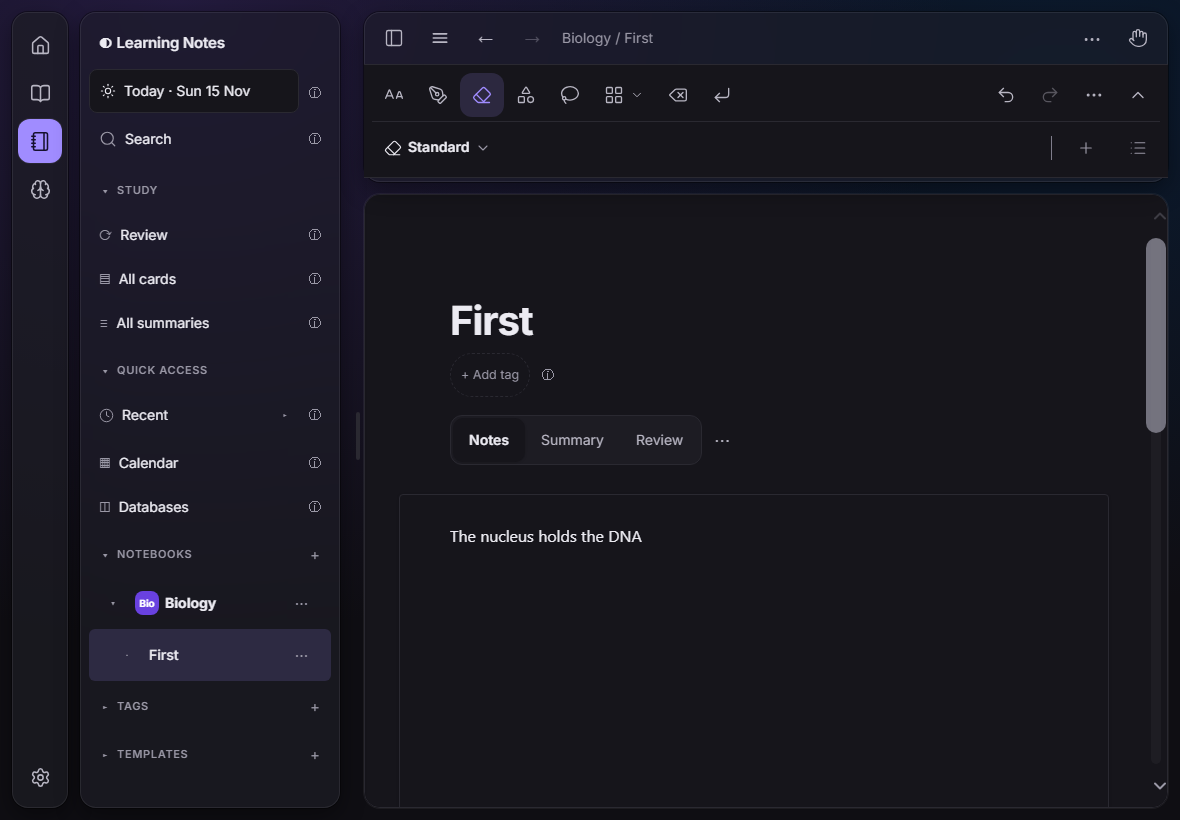 Learning Notes
Today · Sun 15 Nov
Search
STUDY
Review
All cards
All summaries
QUICK ACCESS
Recent
Calendar
Databases
NOTEBOOKS
Bio Biology
First
TAGS
TEMPLATES
Biology / First
AA
Standard
First
+ Add tag
Notes Summary Review
The nucleus holds the DNA